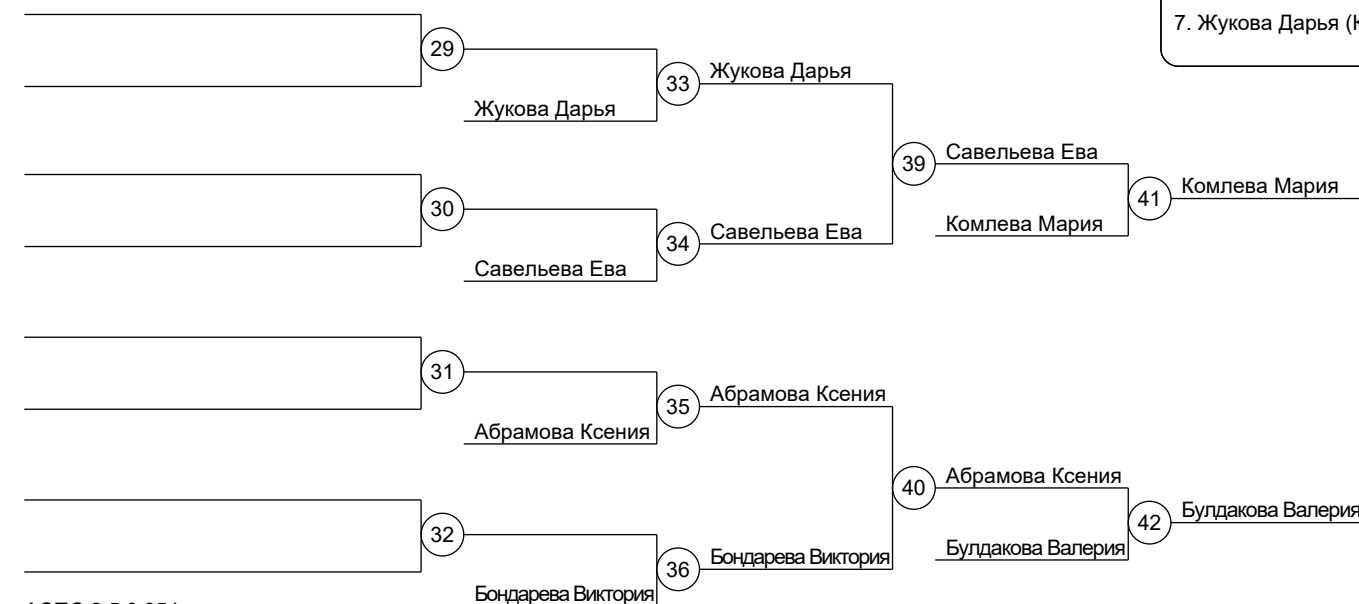 7. Жукова Дарья (
29
33
Жукова Дарья
Жукова Дарья
39
Савельева Ева
30
41
Комлева Мария
34
Савельева Ева
Комлева Мария
Савельева Ева
31
35
Абрамова Ксения
Абрамова Ксения
40
Абрамова Ксения
32
42
Булдакова Валерия
36
Бондарева Виктория
Булдакова Валерия
Бондарева Виктория